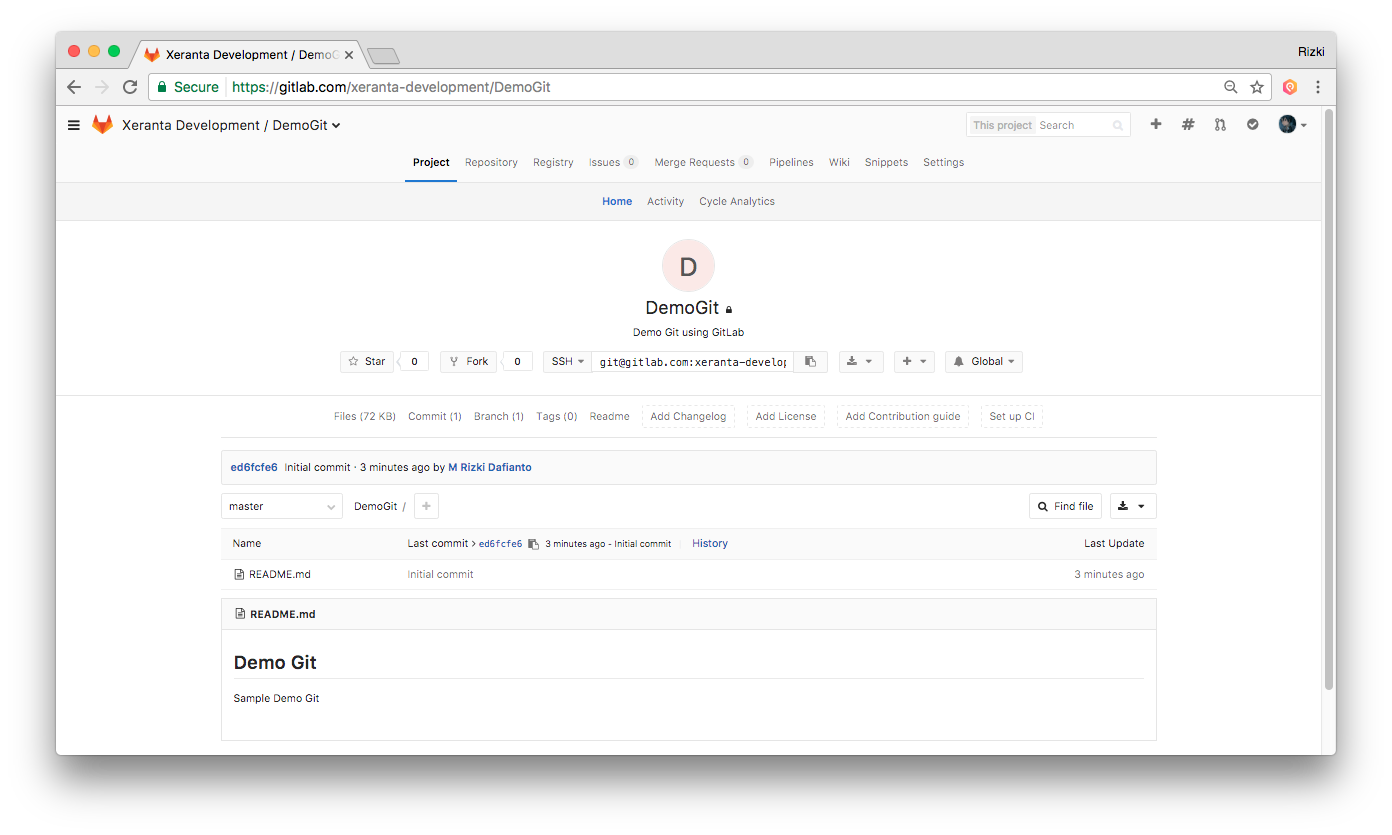 Xeranta Development / DemoG
Rizki
Secure https://gitlab.com/xeranta-development/DemoGit
Xeranta Development / DemoGit
This project Search
Project Repository Registry Issues 0 Merge Requests 0 Pipelines Wiki Snippets Settings
Home Activity Cycle Analytics
D
DemoGit
Demo Git using GitLab
Star 0 Fork 0 SSH git@gitlab.com:xeranta-develop Global
Files (72 KB) Commit (1) Branch (1) Tags (0) Readme Add Changelog Add License Add Contribution guide Set up CI
ed6fcfe6 Initial commit · 3 minutes ago by M Rizki Dafianto
master DemoGit / + Find file
Name Last commit > ed6fcfe6 3 minutes ago - Initial commit History Last Update
README.md Initial commit 3 minutes ago
README.md
Demo Git
Sample Demo Git